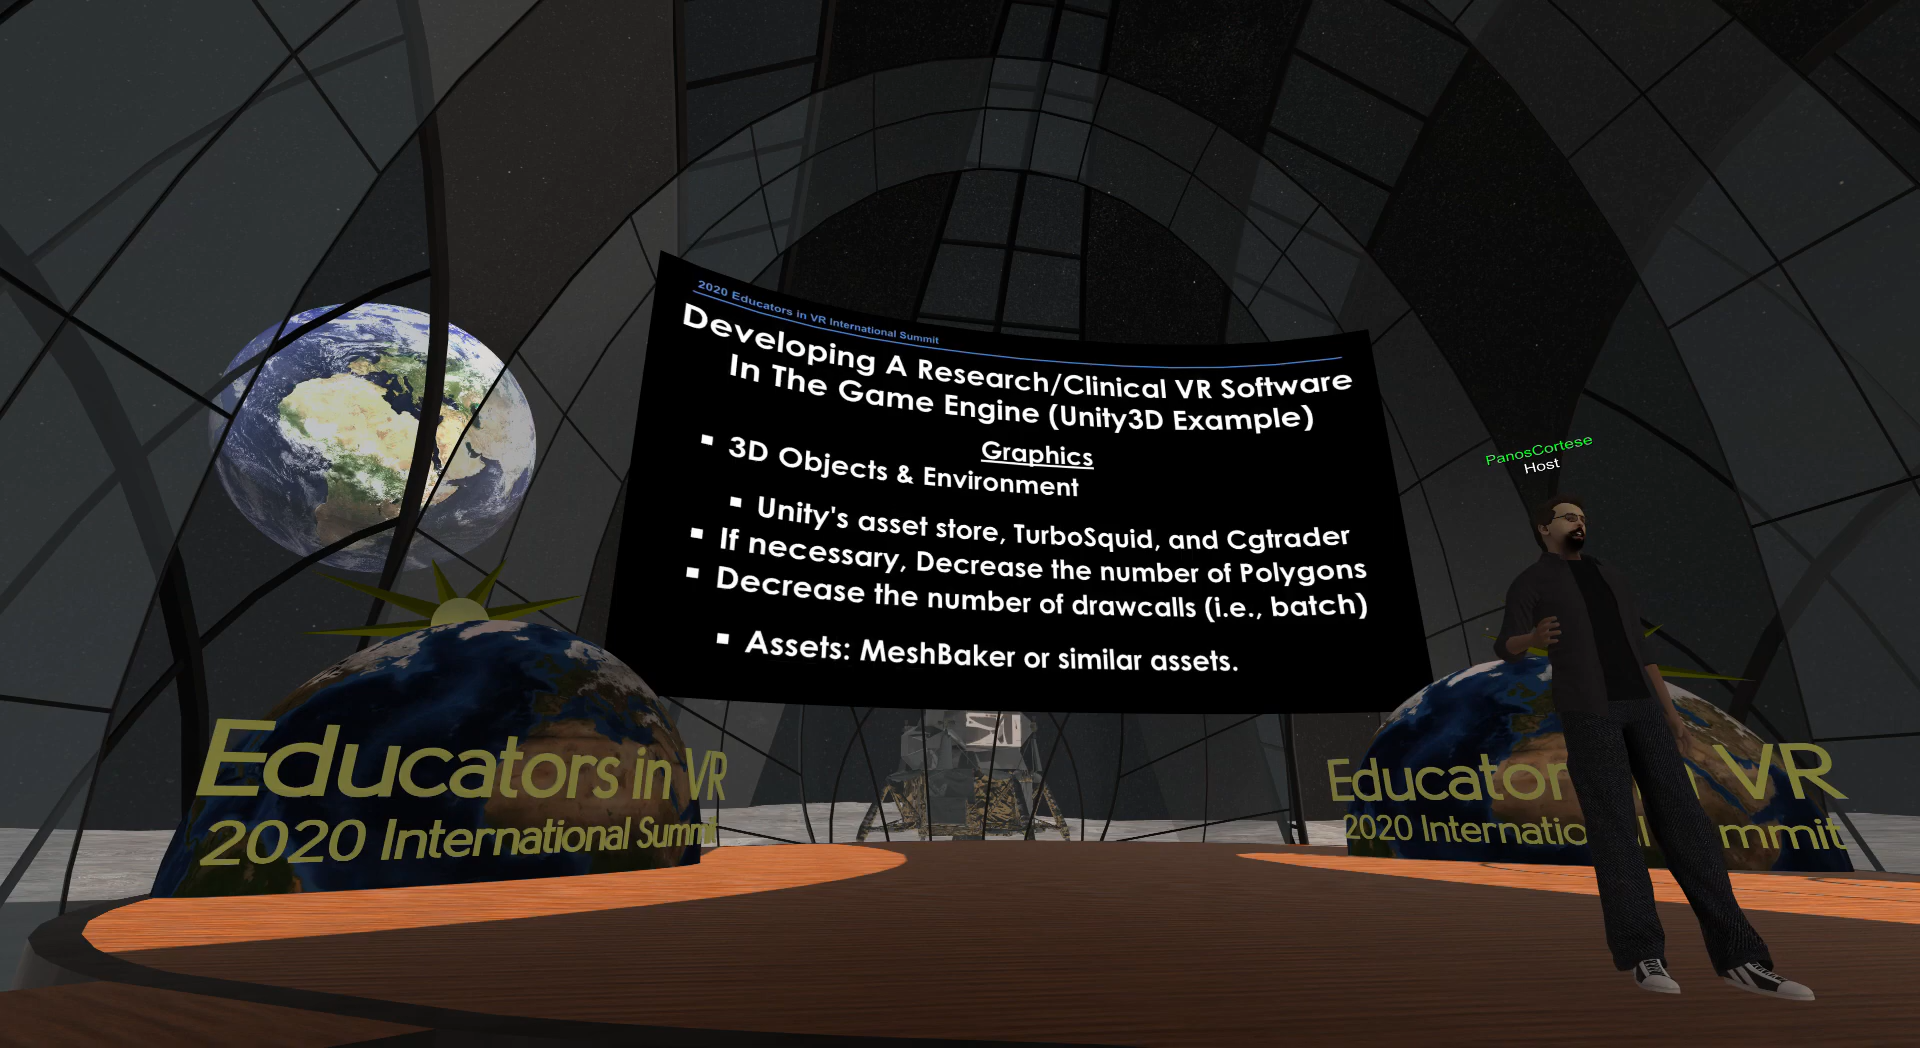 2020 Educators in VR International Summit
Developing A Research/Clinical VR Software
In The Game Engine (Unity3D Example)
Graphics
▪ 3D Objects & Environment
▪ Unity's asset store, TurboSquid, and Cgtrader
▪ If necessary, Decrease the number of Polygons
▪ Decrease the number of drawcalls (i.e., batch)
▪ Assets: MeshBaker or similar assets.
PanosCortese
Host
Educators in VR
2020 International Summit
Educator VR
2020 Internatio mmit